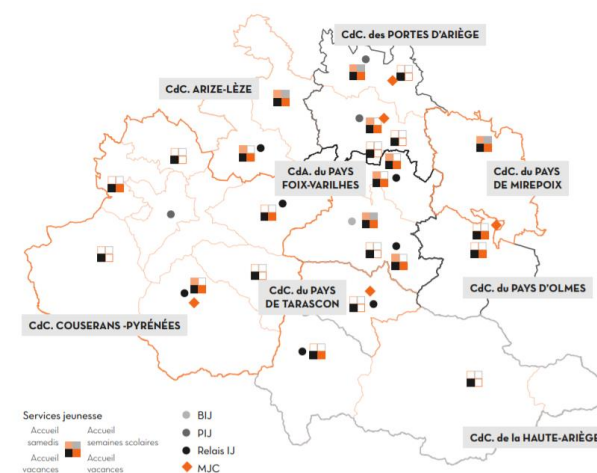 CdC. des PORTES D'ARIÈGE
CdC. ARIZE-LÈZE
CdA. du PAYS
FOIX-VARILHES
CdC. du PAYS
DE MIREPOIX
CdC. du PAYS
DE TARASCON
CdC. du PAYS D'OLMES
CdC. COUSERANS -PYRÉNÉES
CdC. de la HAUTE-ARIÈGE
Services jeunesse
Accueil
samedis
Accueil
semaines scolaires
Accueil
vacances
Accueil
vacances
BIJ
PIJ
Relais IJ
MJC